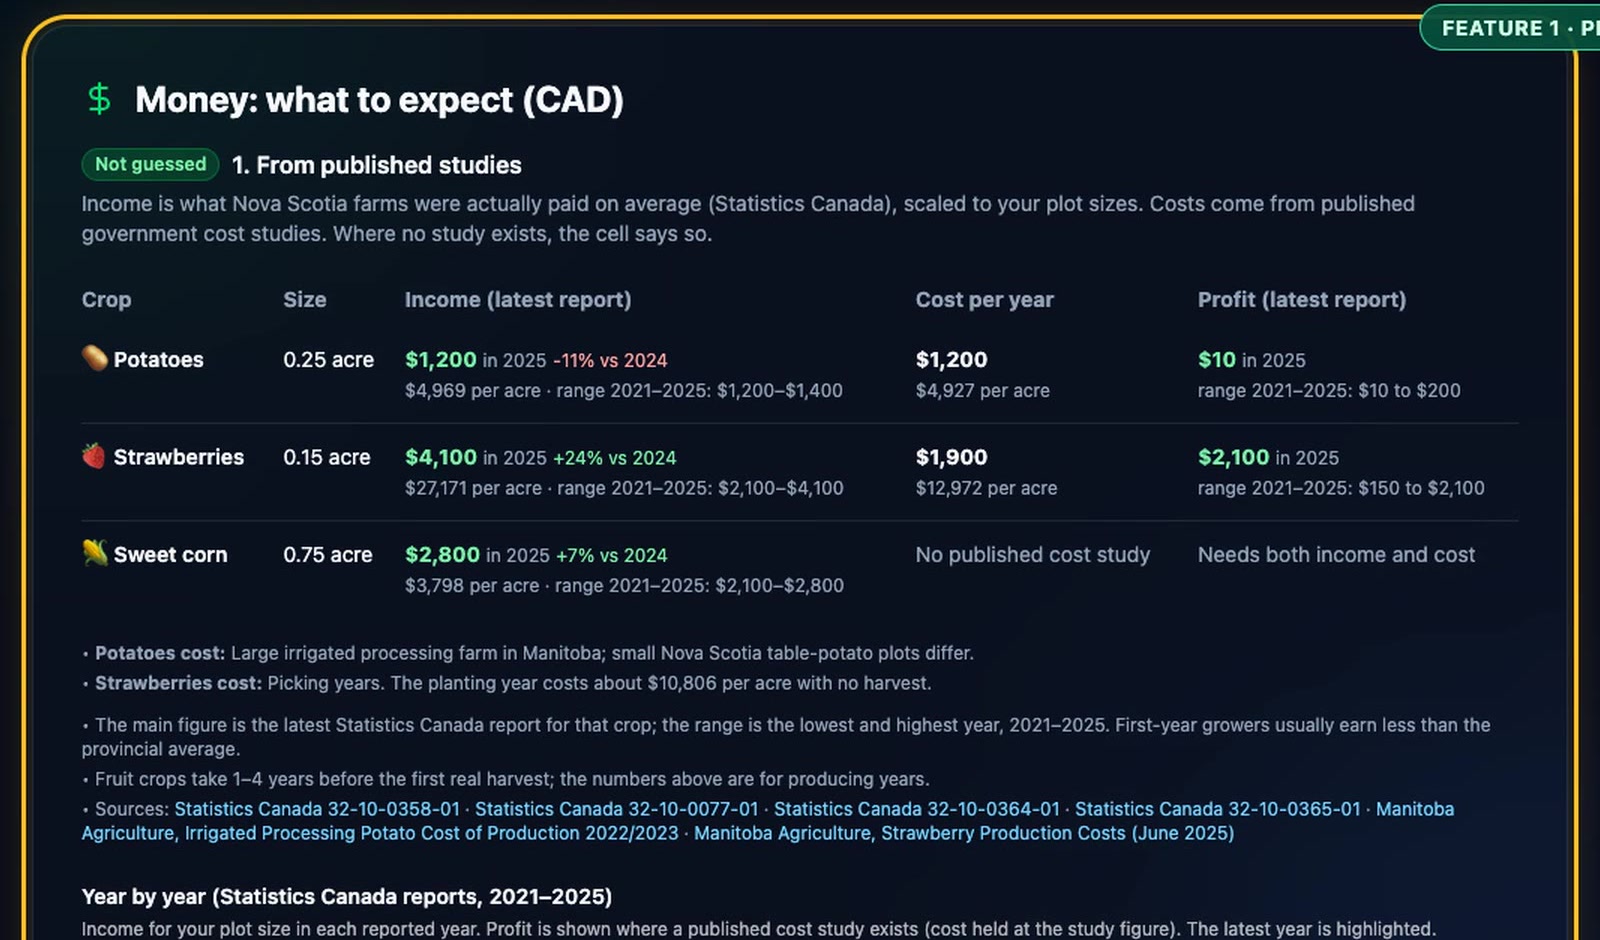 FEATURE 1 · P
$ Money: what to expect (CAD)
Not guessed 1. From published studies
Income is what Nova Scotia farms were actually paid on average (Statistics Canada), scaled to your plot sizes. Costs come from published
government cost studies. Where no study exists, the cell says so.
Crop Size Income (latest report) Cost per year Profit (latest report)
Potatoes 0.25 acre $1,200 in 2025 -11% vs 2024 $1,200 $10 in 2025
$4,969 per acre · range 2021–2025: $1,200–$1,400 $4,927 per acre range 2021–2025: $10 to $200
Strawberries 0.15 acre $4,100 in 2025 +24% vs 2024 $1,900 $2,100 in 2025
$27,171 per acre · range 2021–2025: $2,100–$4,100 $12,972 per acre range 2021–2025: $150 to $2,100
Sweet corn 0.75 acre $2,800 in 2025 +7% vs 2024 No published cost study Needs both income and cost
$3,798 per acre · range 2021–2025: $2,100–$2,800
· Potatoes cost: Large irrigated processing farm in Manitoba; small Nova Scotia table-potato plots differ.
· Strawberries cost: Picking years. The planting year costs about $10,806 per acre with no harvest.
· The main figure is the latest Statistics Canada report for that crop; the range is the lowest and highest year, 2021–2025. First-year growers usually earn less than the
provincial average.
· Fruit crops take 1–4 years before the first real harvest; the numbers above are for producing years.
· Sources: Statistics Canada 32-10-0358-01 · Statistics Canada 32-10-0077-01 · Statistics Canada 32-10-0364-01 · Statistics Canada 32-10-0365-01 · Manitoba
Agriculture, Irrigated Processing Potato Cost of Production 2022/2023 · Manitoba Agriculture, Strawberry Production Costs (June 2025)
Year by year (Statistics Canada reports, 2021–2025)
Income for your plot size in each reported year. Profit is shown where a published cost study exists (cost held at the study figure). The latest year is highlighted.